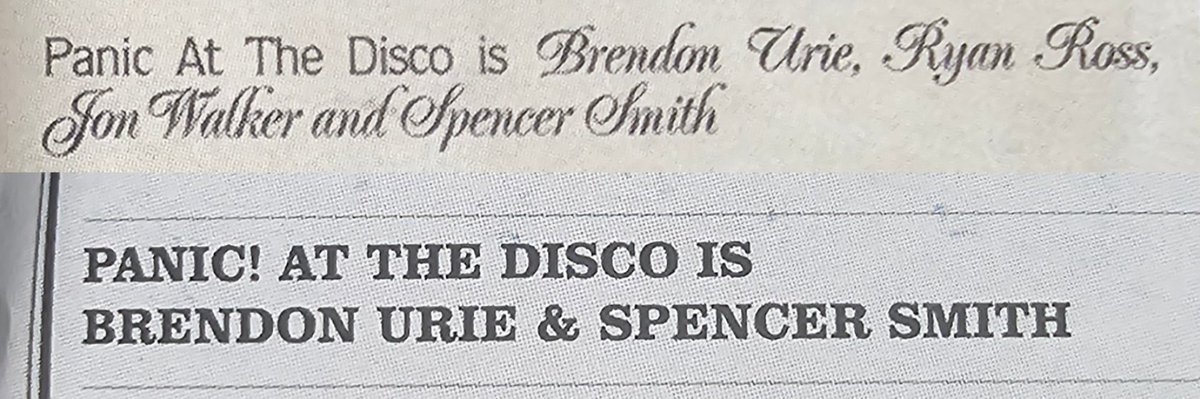 Panic At The Disco is Brendon Urie, Ryan Ross,
Jon Walker and Spencer Smith
PANIC! AT THE DISCO IS
BRENDON URIE & SPENCER SMITH